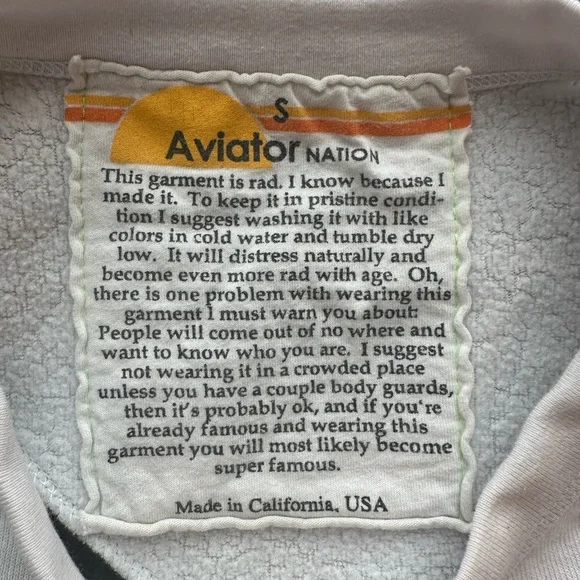 S
Aviator NATION
This garment is rad. I know because I
made it. To keep it in pristine condi-
tion I suggest washing it with like
colors in cold water and tumble dry
low. It will distress naturally and
become even more rad with age. Oh,
there is one problem with wearing this
garment I must warn you about:
People will come out of no where and
want to know who you are. I suggest
not wearing it in a crowded place
unless you have a couple body guards,
then it's probably ok, and if you're
already famous and wearing this
garment you will most likely become
super famous.
Made in California, USA